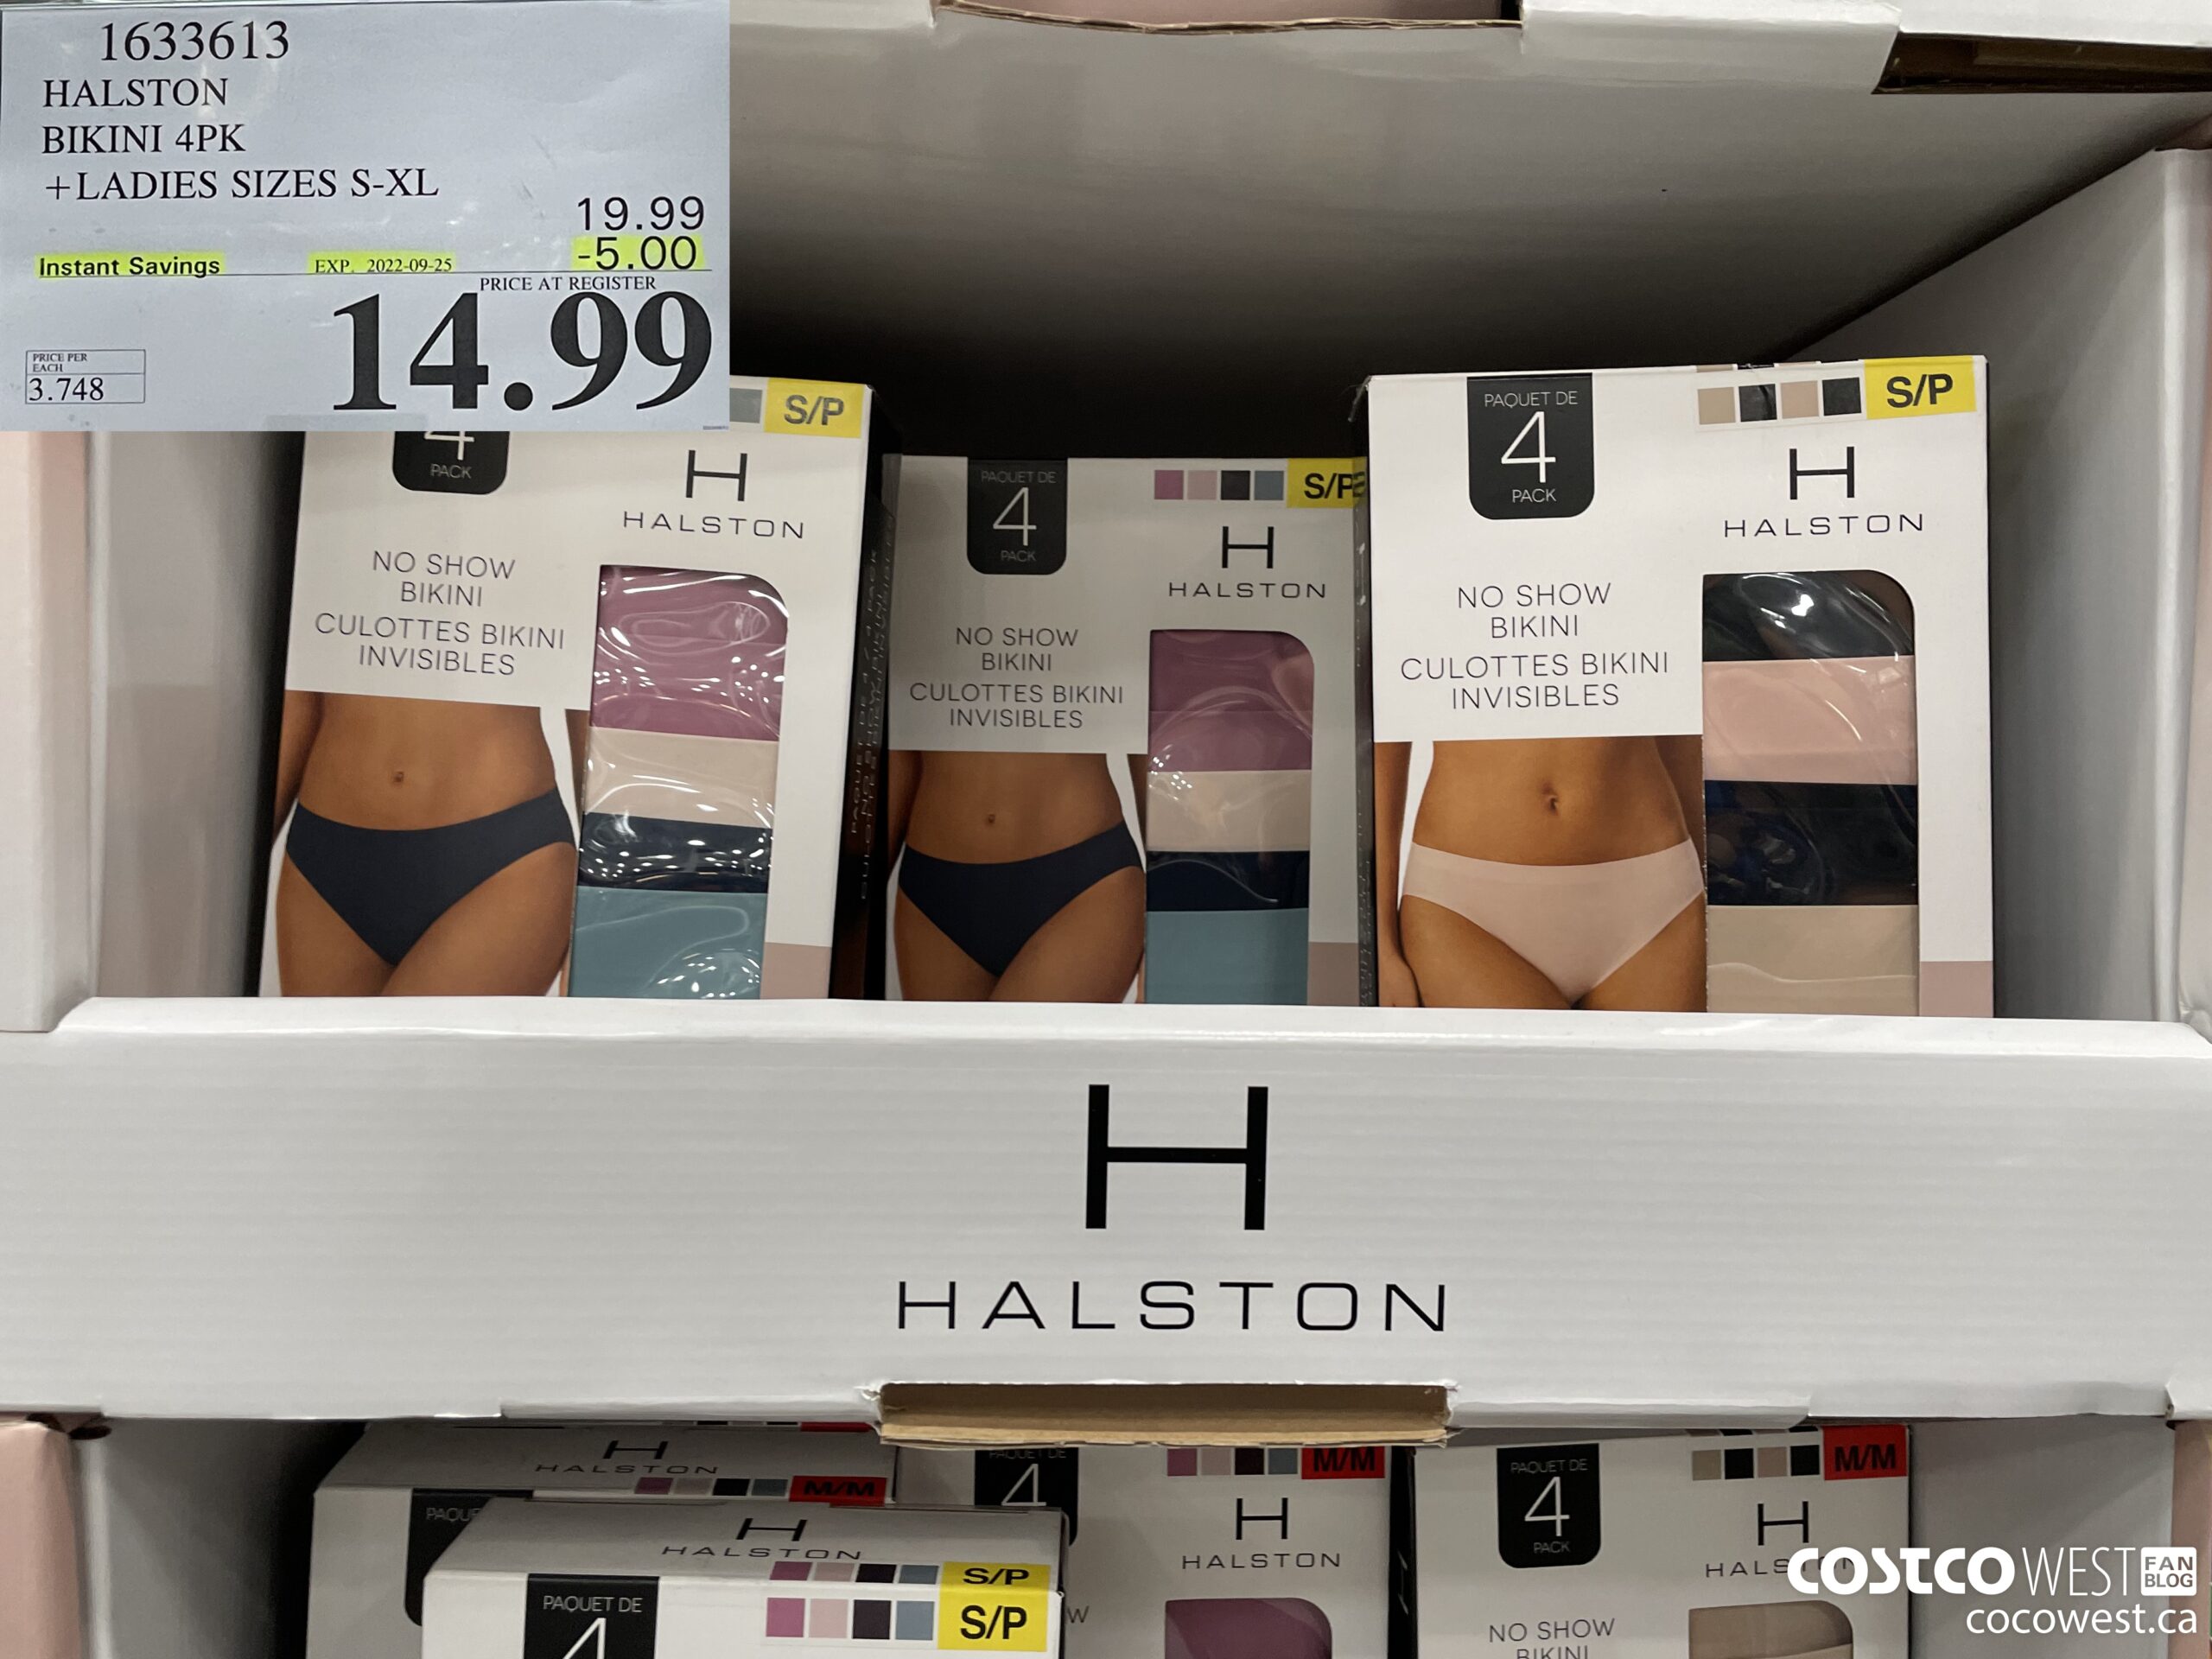 1633613
HALSTON
BIKINI 4PK
+LADIES SIZES S-XL
19.99
-5.00
Instant Savings
EXP. 2022-09-25
PRICE AT REGISTER
14.99
PRICE PER
EACH
3.748
4
PACK
S/P
H
HALSTON
NO SHOW
BIKINI
CULOTTES BIKINI
INVISIBLES
PAQUET DE
4
PACK
S/P
H
HALSTON
NO SHOW
BIKINI
CULOTTES BIKINI
INVISIBLES
PAQUET DE
4
PACK
S/P
H
HALSTON
NO SHOW
BIKINI
CULOTTES BIKINI
INVISIBLES
H
HALSTON
H
HALSTON
M/M
H
HALSTON
S/P
PAQUET DE
4
S/P
PAQUET DE
4
M/M
H
HALSTON
PAQUET DE
4
PACK
M/M
H
NO SHOW
BIKINI
COSTCO WEST FAN
BLOG
cocowest.ca